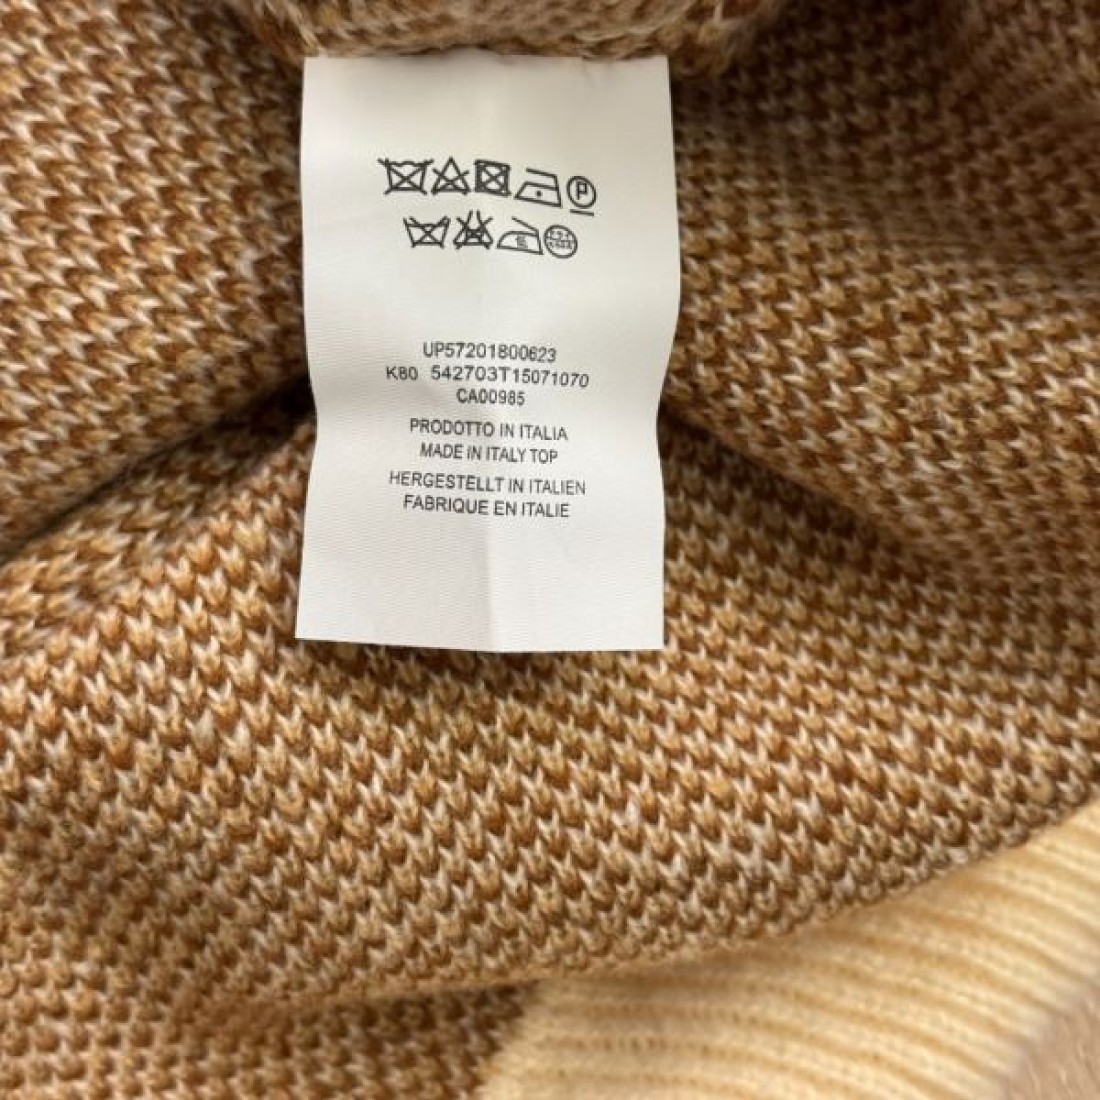 P
UP57201800623
K80 542703T15071070
CA00985
PRODOTTO IN ITALIA
MADE IN ITALY TOP
HERGESTELLT IN ITALIEN
FABRIQUE EN ITALIE